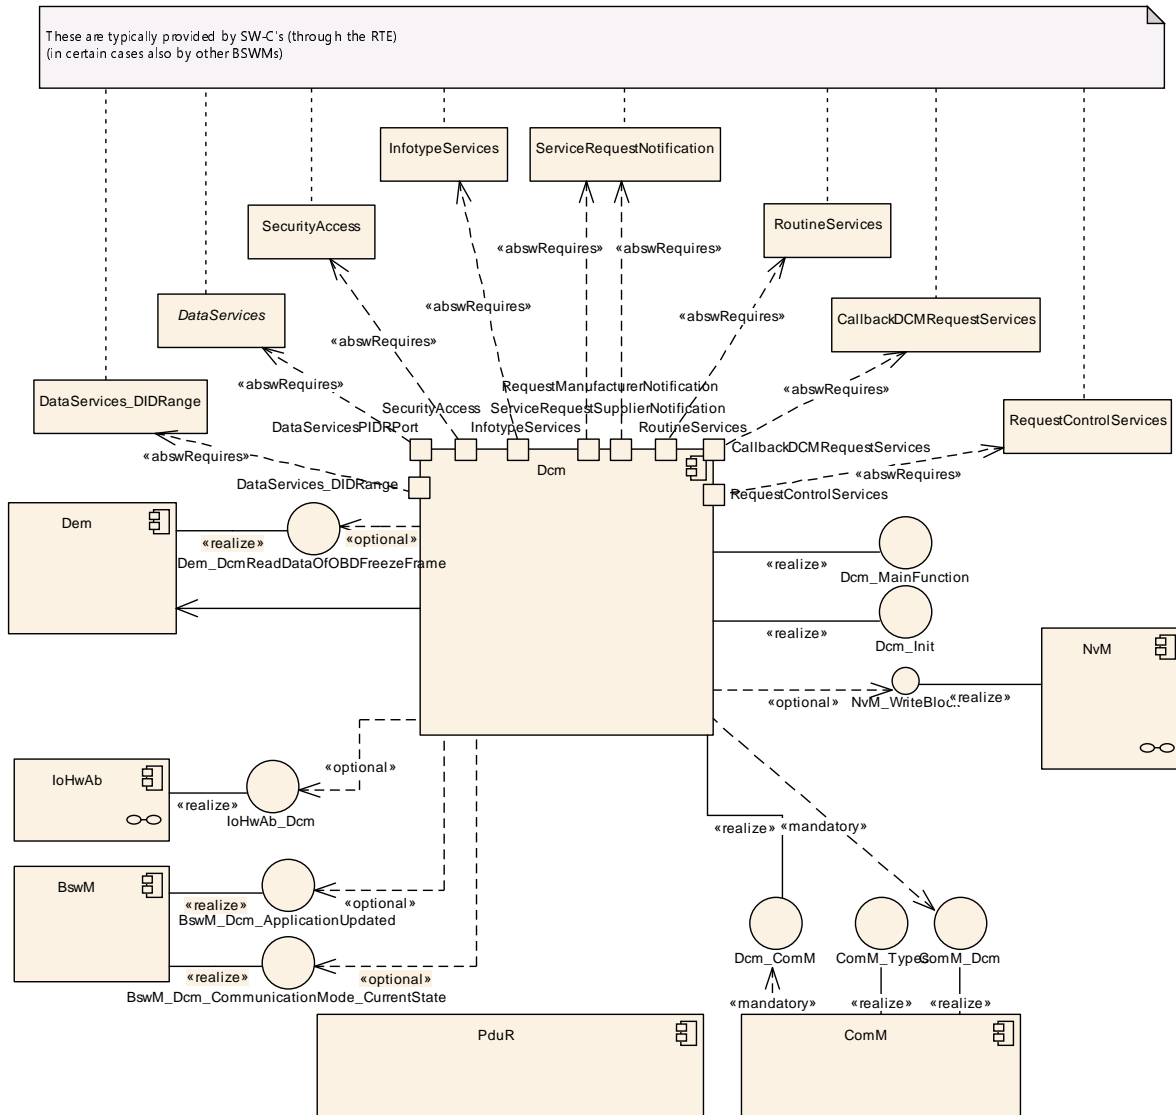 These are typically provided by SW-C's (through the RTE)
(in certain cases also by other BSWMs)
InfotypeServices
ServiceRequestNotification
SecurityAccess
RoutineServices
«abswRequires»
«abswRequires»
DataServices
«abswRequires»
«abswRequires»
CallbackDCMRequestServices
«abswRequires»
«abswRequires»
RequestManufacturerNotification
«abswRequires»
DataServices_DIDRange
SecurityAccess
ServiceRequestSupplierNotification
RequestControlServices
DataServicesPIDRPort
InfotypeServices
RoutineServices
CallbackDCMRequestServices
«abswRequires»
Dcm
«abswRequires»
DataServices_DIDRange
RequestControlServices
Dem
«realize»
«optional»
Dem_DcmReadDataOfOBDFreezeFrame
«realize»
Dcm_MainFunction
«realize»
Dcm_Init
NvM
«optional»
«realize»
IoHwAb
«optional»
«realize»
IoHwAb_Dcm
«realize»
«mandatory»
BswM
«realize»
«optional»
BswM_Dcm_ApplicationUpdated
Dcm_ComM
ComM_Types
ComM_Dcm
«realize»
«optional»
BswM_Dcm_CommunicationMode_CurrentState
«mandatory»
«realize»
«realize»
PduR
ComM